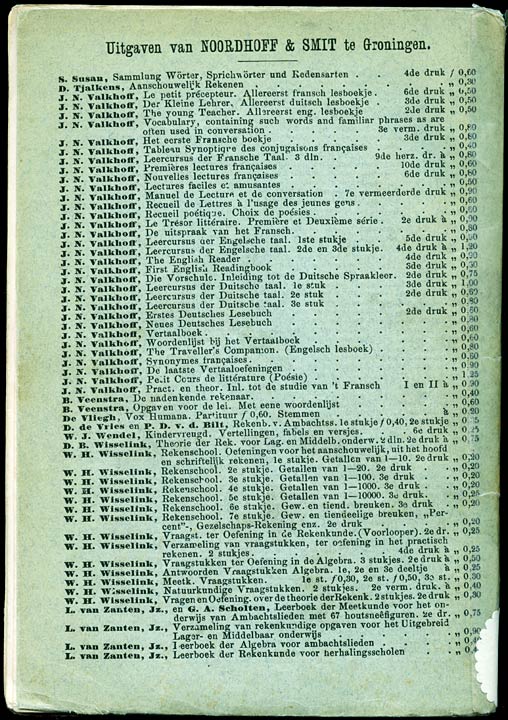 Uitgaven van NOORDHOFF & SMIT te Groningen.
S. Susan, Sammlung Wörter, Sprichwörter und Redensarten . 4de druk ƒ 0,60
D. Tjalkens, Aanschouwelijk Rekenen . „ 0,30
J. N. Valkhoff, Le petit précepteur. Allereerst fransch lesboekje. 6de druk „ 0,50
J. N. Valkhoff, Der Kleine Lehrer. Allereerst duitsch lesboekje . 3de druk „ 0,50
J. N. Valkhoff, The young Teacher. Allereerst eng. lesboekje . 2de druk „ 0,50
J. N. Valkhoff, Vocabulary, containing such words and familiar phrases as are
often used in conversation . 3e verm. druk „ 0,80
J. N. Valkhoff, Het eerste Fransche boekje . 3de druk „ 0,80
J. N. Valkhoff, Tableau Synoptique des conjugaisons françaises . „ 0,40
J. N. Valkhoff, Leercursus der Fransche Taal. 3 dln. . 9de herz. dr. à „ 0,80
J. N. Valkhoff, Premières lectures françaises . 10de druk „ 0,60
J. N. Valkhoff, Nouvelles lectures françaises . 6de druk „ 0,80
J. N. Valkhoff, Lectures faciles et amusantes . „ 0,50
J. N. Valkhoff, Manuel de Lecture et de conversation . 7e vermeerderde druk „ 0,90
J. N. Valkhoff, Recueil de Lettres à l'usage des jeunes gens . „ 0,60
J. N. Valkhoff, Recueil poétique. Choix de poésies . „ 0,60
J. N. Valkhoff, Le Trésor littéraire. Première et Deuxième série. . 2e druk à „ 0,90
J. N. Valkhoff, De uitspraak van het Fransch. „ 0,80
J. N. Valkhoff, Leercursus der Engelsche taal. 1ste stukje . 5de druk „ 0,90
J. N. Valkhoff, Leercursus der Engelsche taal. 2de en 3de stukje. 4de druk à „ 1,20
J. N. Valkhoff, The English Reader . 4de druk „ 0,90
J. N. Valkhoff, First English Readingbook . 3de druk „ 0,50
J. N. Valkhoff, Die Vorschule. Inleiding tot de Duitsche Spraakleer. 2de druk „ 0,75
J. N. Valkhoff, Leercursus der Duitsche taal. 1e stuk . 3de druk „ 1,00
J. N. Valkhoff, Leercursus der Duitsche taal. 2e stuk . 2de druk „ 0,60
J. N. Valkhoff, Leercursus der Duitsche taal. 3e stuk . „ 0,80
J. N. Valkhoff, Erstes Deutsches Lesebuch . 2de druk „ 0,60
J. N. Valkhoff, Neues Deutsches Lesebuch . „ 0,80
J. N. Valkhoff, Vertaalboek . „ 0,60
J. N. Valkhoff, Woordenlijst bij het Vertaalboek . „
J. N. Valkhoff, The Traveller's Companion. (Engelsch lesboek) . „ 0,80
J. N. Valkhoff, Synonymes françaises . „ 0,60
J. N. Valkhoff, De laatste Vertaaloefeningen . „ 0,90
J. N. Valkhoff, Petit Cours de littérature (Poésie) . „ 1,25
J. N. Valkhoff, Pract. en theor. Inl. tot de studie van 't Fransch I en II à „ 0,90
B. Veenstra, De nadenkende rekenaar. „ 0,40
B. Veenstra, Opgaven voor de lei. Met eene woordenlijst . „ 0,60
De Vliegh, Vox Humana. Partituur ƒ 0,60. Stemmen . à „ 0,20
D. de Vries en P. D. v. d. Bilt, Rekenb. v. Ambachtss. 1e stukje ƒ 0,40, 2e stukje „
W. J. Wendel, Kindervreugd. Vertellingen, fabels en versjes. . 6e druk „ 0,75
D. E. Wisselink, Theorie der Rek. voor Lag. en Middelb. onderw. 2 dln. 2e druk à „ 0,75
W. H. Wisselink, Rekenschool. Oefeningen voor het aanschouwelijk, uit het hoofd
en schriftelijk rekenen, 1e stukje. Getallen van 1—10. 2e druk „ 0,20
W. H. Wisselink, Rekenschool. 2e stukje. Getallen van 1—20. 2e druk „ 0,20
W. H. Wisselink, Rekenschool. 3e stukje. Getallen van 1—100. 3e druk . „ 0,20
W. H. Wisselink, Rekenschool. 4e stukje. Getallen van 1—1000. 3e druk . „ 0,20
W. H. Wisselink, Rekenschool. 5e stukje. Getallen van 1—10000. 3e druk . „ 0,25
W. H. Wisselink, Rekenschool. 6e stukje. Gew. en tiend. breuken. 3e druk „ 0,20
W. H. Wisselink, Rekenschool. 7e stukje. Gew. en tiendeelige breuken, „Per-
cent"-, Gezelschaps-Rekening enz. 2e druk . „ 0,20
W. H. Wisselink, Vraagst. ter Oefening in de Rekenkunde. (Voorlooper). 2e dr. „ 0,25
W. H. Wisselink, Verzameling van vraagstukken, ter oefening in het practisch
rekenen. 2 stukjes. . 4de druk à „ 0,25
W. H. Wisselink, Vraagstukken ter Oefening in de Algebra. 3 stukjes. 2e druk à „ 0,50
W. H. Wisselink, Antwoorden Vraagstukken Algebra. 1e, 2e en 3e deeltje à „ 0,25
W. H. Wisselink, Meetk. Vraagstukken. 1e st. ƒ 0,30, 2e st. ƒ 0,50, 3e st. „ 0,30
W. H. Wisselink, Natuurkundige Vraagstukken. 2 stukjes. 2e verm. druk à „ 0,40
W. H. Wisselink, Vragen en Oefening. over de theorie der Rekenk. 2 stukjes. 2e druk à „ 0,30
L. van Zanten, Jz., en G. A. Scholten, Leerboek der Meetkunde voor het on-
derwijs van Ambachtslieden met 67 houtsneêfiguren. 2e dr. „ 0,75
L. van Zanten, Jz., Verzameling van rekenkundige opgaven voor het Uitgebreid
Lager- en Middelbaar onderwijs . „ 0,90
L. van Zanten, Jz., Leerboek der Algebra voor ambachtslieden . „ 0,4
L. van Zanten, Jz., Leerboek der Rekenkunde voor herhalingsscholen . „ 0,4